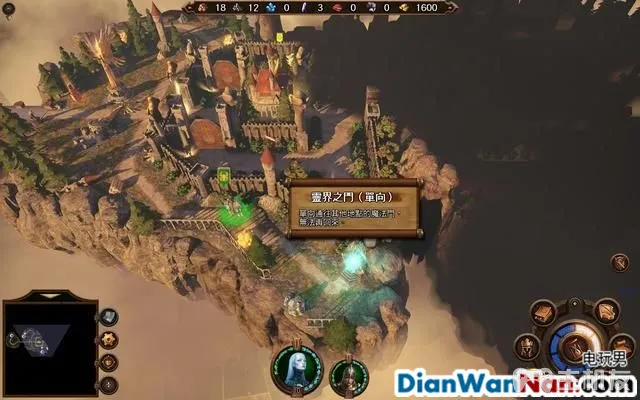 18 12 0 3 0 0 1600
靈界之門（單向）
單向通往其他地點的魔法門。
無法再回來。
电玩男
DianWanNan.com